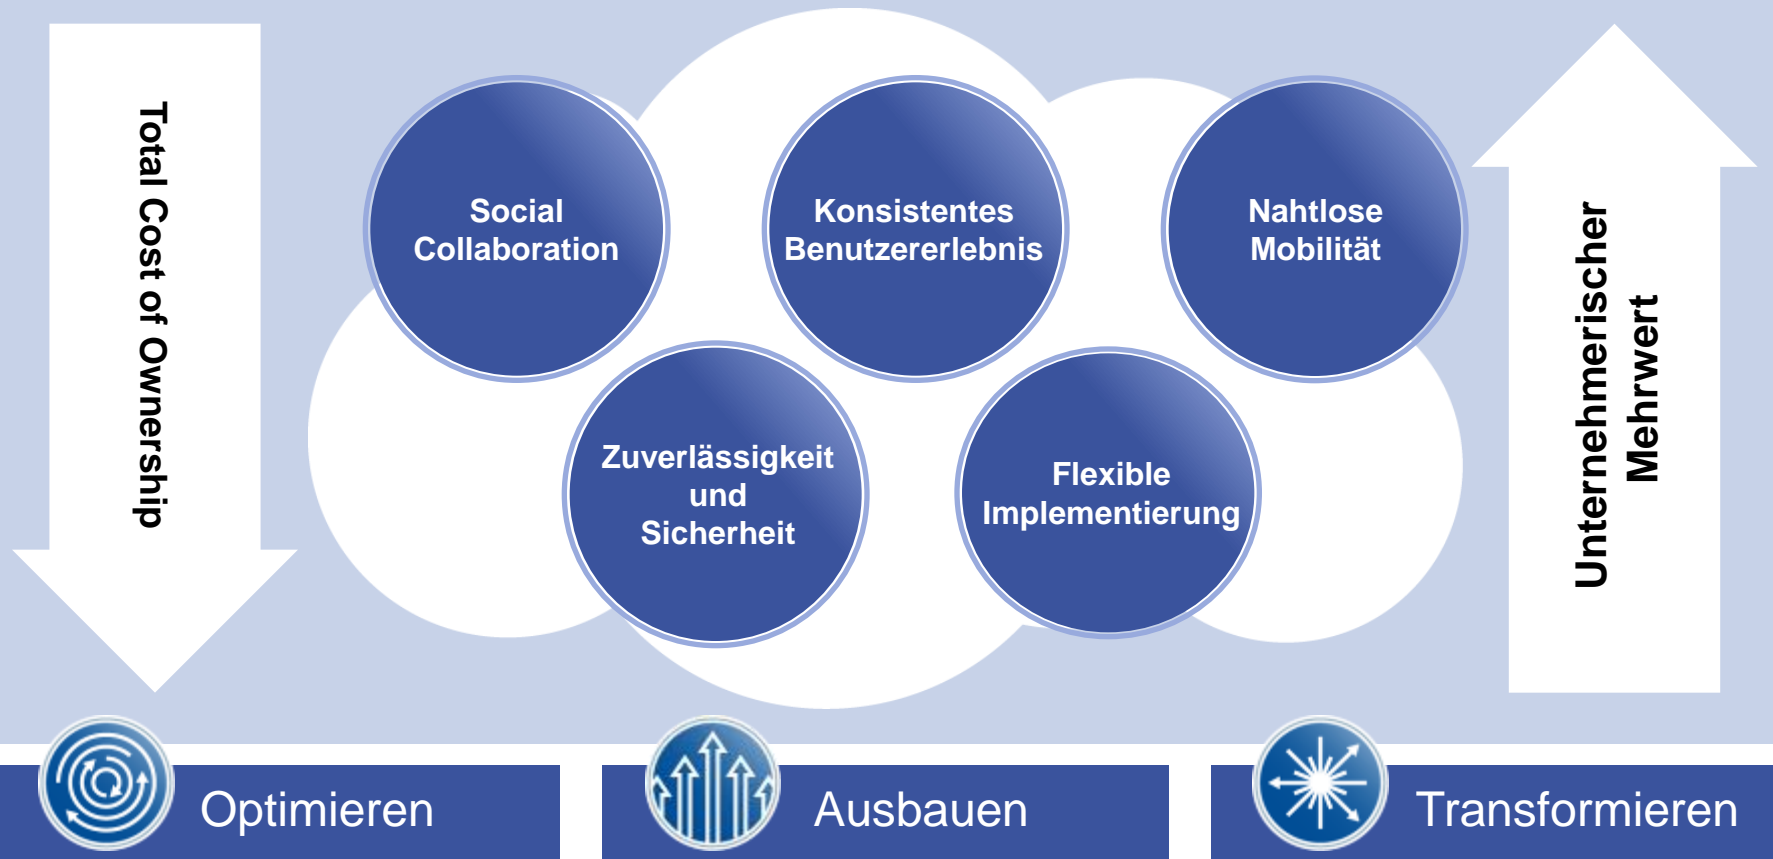 Total Cost of Ownership
Social
Collaboration
Konsistentes
Benutzererlebnis
Nahtlose
Mobilität
Zuverlässigkeit
und
Sicherheit
Flexible
Implementierung
Unternehmerischer
Mehrwert
Optimieren
Ausbauen
Transformieren